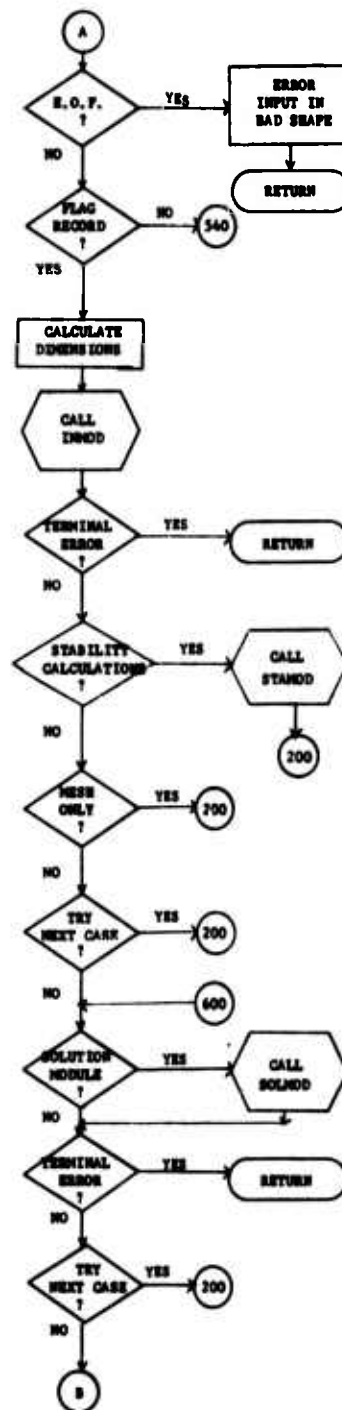 A
E.O.F.
?
YES
ERROR
INPUT IN
BAD SHAPE
NO
RETURN
FLAG
RECORD
?
NO
540
YES
CALCULATE
DIMENSIONS
CALL
INMOD
TERMINAL
ERROR
?
YES
RETURN
NO
STABILITY
CALCULATIONS
?
YES
CALL
STAMOD
200
NO
MESH
ONLY
?
YES
200
NO
TRY
NEXT CASE
?
YES
200
NO
600
SOLUTION
MODULE
?
YES
CALL
SOLMOD
NO
TERMINAL
ERROR
?
YES
RETURN
NO
TRY
NEXT CASE
?
YES
200
NO
B